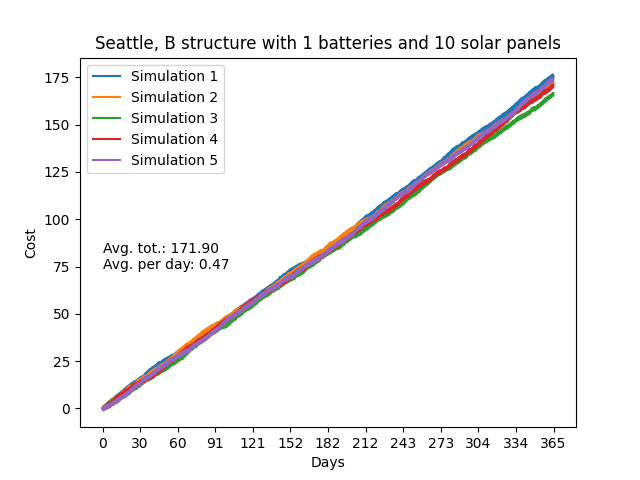 Seattle, B structure with 1 batteries and 10 solar panels
Simulation 1
Simulation 2
Simulation 3
Simulation 4
Simulation 5
Avg. tot.: 171.90
Avg. per day: 0.47
Cost
175
150
125
100
75
50
25
0
0 30 60 91 121 152 182 212 243 273 304 334 365
Days